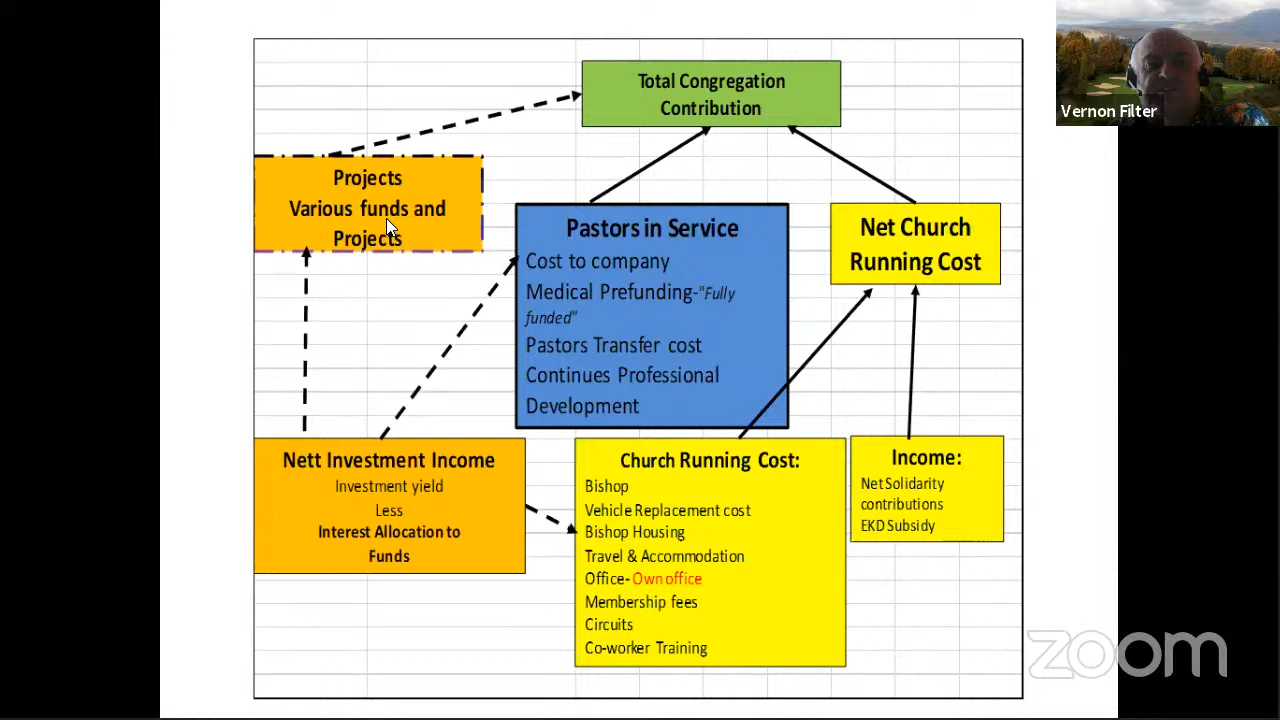 Total Congregation
Contribution
Vernon Filter
Projects
Various funds and
Projects
Pastors in Service
Cost to company
Medical Prefunding-"Fully
funded"
Pastors Transfer cost
Continues Professional
Development
Net Church
Running Cost
Nett Investment Income
Investment yield
Less
Interest Allocation to
Funds
Church Running Cost:
Bishop
Vehicle Replacement cost
Bishop Housing
Travel & Accommodation
Office- Own office
Membership fees
Circuits
Co-worker Training
Income:
Net Solidarity
contributions
EKD Subsidy
zoom